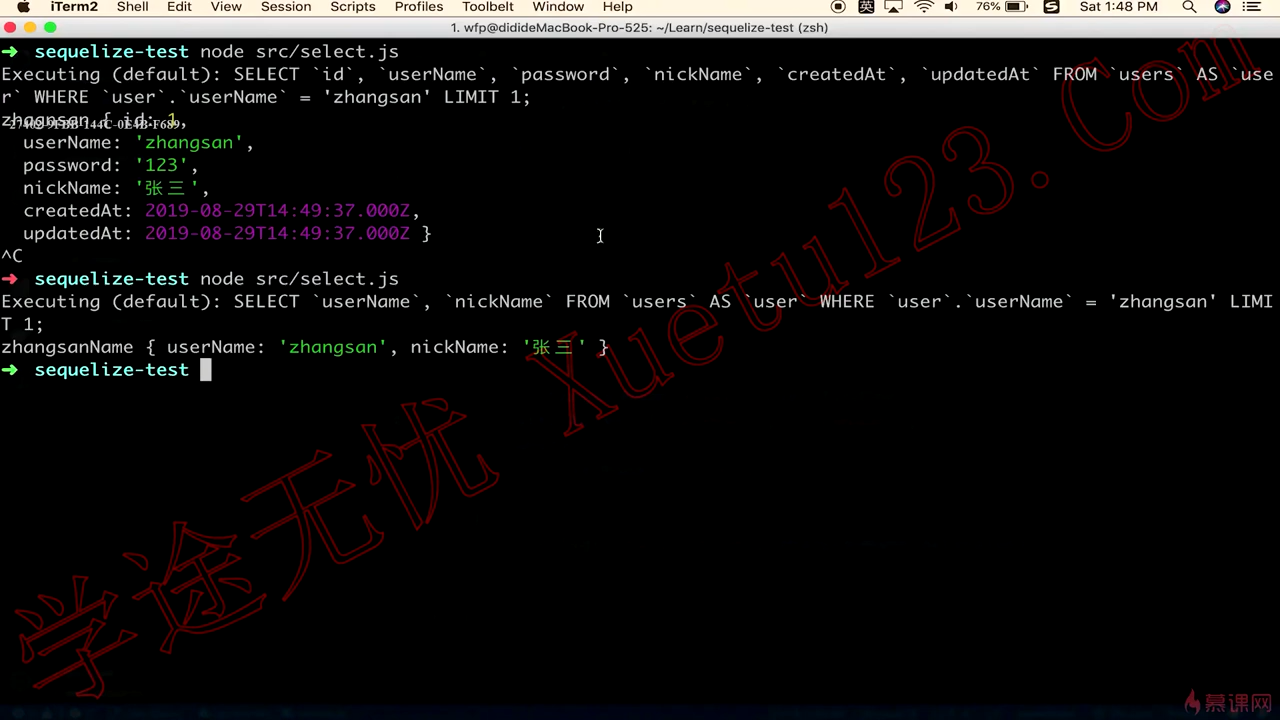 iTerm2 Shell Edit View Session Scripts Profiles Toolbelt Window Help 英 76% S Sat 1:48 PM
1. wfp@dideMacBook-Pro-525: ~/Learn/sequelize-test (zsh)
➜ sequelize-test node src/select.js
Executing (default): SELECT `id`, `userName`, `password`, `nickName`, `createdAt`, `updatedAt` FROM `users` AS `use
r` WHERE `user`.`userName` = 'zhangsan' LIMIT 1;
zhagnsan { id: 1,
userName: 'zhangsan',
password: '123',
nickName: '张三',
createdAt: 2019-08-29T14:49:37.000Z,
updatedAt: 2019-08-29T14:49:37.000Z }
^C
➜ sequelize-test node src/select.js
Executing (default): SELECT `userName`, `nickName` FROM `users` AS `user` WHERE `user`.`userName` = 'zhangsan' LIMI
T 1;
zhangsanName { userName: 'zhangsan', nickName: '张三' }
➜ sequelize-test
学途无忧 Xuetu123.Com
慕课网